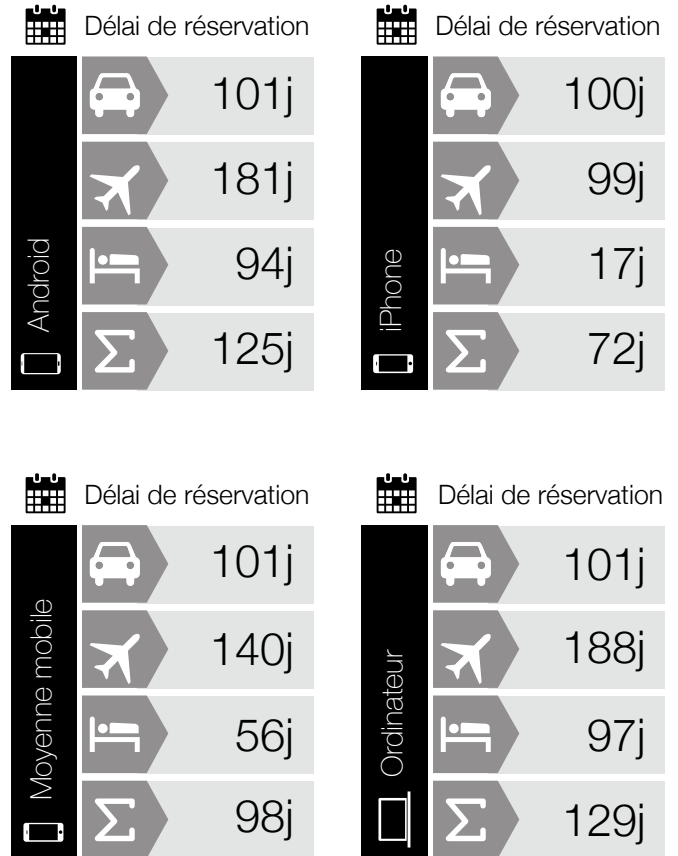 Délai de réservation
Android
101j
181j
94j
Σ 125j
Délai de réservation
iPhone
100j
99j
17j
Σ 72j
Délai de réservation
Moyenne mobile
101j
140j
56j
Σ 98j
Délai de réservation
Ordinateur
101j
188j
97j
Σ 129j